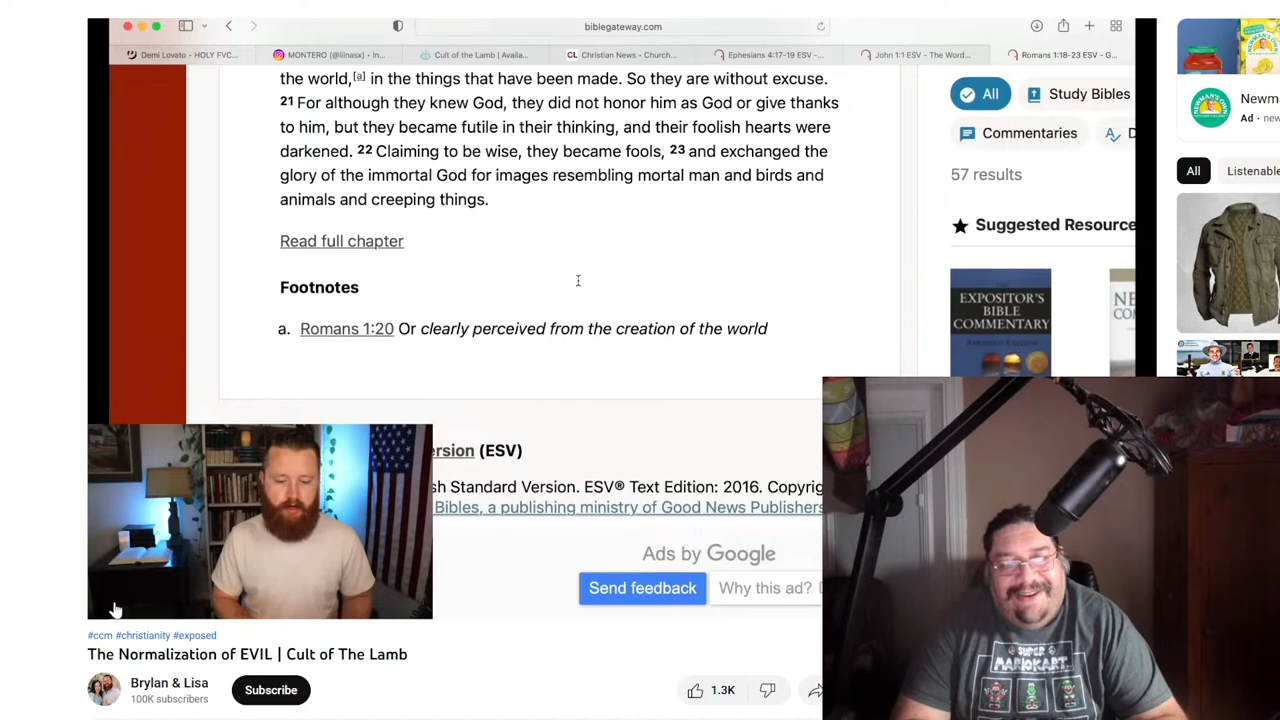 biblegateway.com
Demi Lovato - HOLY FVC...
MONTERO (@lilnasx) • In...
Cult of the Lamb (Availa...
CL Christian News - Church...
Ephesians 4:17-19 ESV -...
John 1:1 ESV - The Word...
Romans 1:18-23 ESV - G...
the world,[a] in the things that have been made. So they are without excuse.
21 For although they knew God, they did not honor him as God or give thanks
to him, but they became futile in their thinking, and their foolish hearts were
darkened. 22 Claiming to be wise, they became fools, 23 and exchanged the
glory of the immortal God for images resembling mortal man and birds and
animals and creeping things.
Read full chapter
Footnotes
a. Romans 1:20 Or clearly perceived from the creation of the world
ersion (ESV)
sh Standard Version. ESV® Text Edition: 2016. Copyrig
Bibles, a publishing ministry of Good News Publishers
Ads by Google
Send feedback
Why this ad?
All
Study Bibles
Commentaries
57 results
Suggested Resource
EXPOSITOR'S
BIBLE
COMMENTARY
NEWMAN'S
OWN
Newm
Ad • new
All
Listenable
SUPER
MARIOKART
#ccm #christianity #exposed
The Normalization of EVIL | Cult of The Lamb
Brylan & Lisa
100K subscribers
Subscribe
1.3K